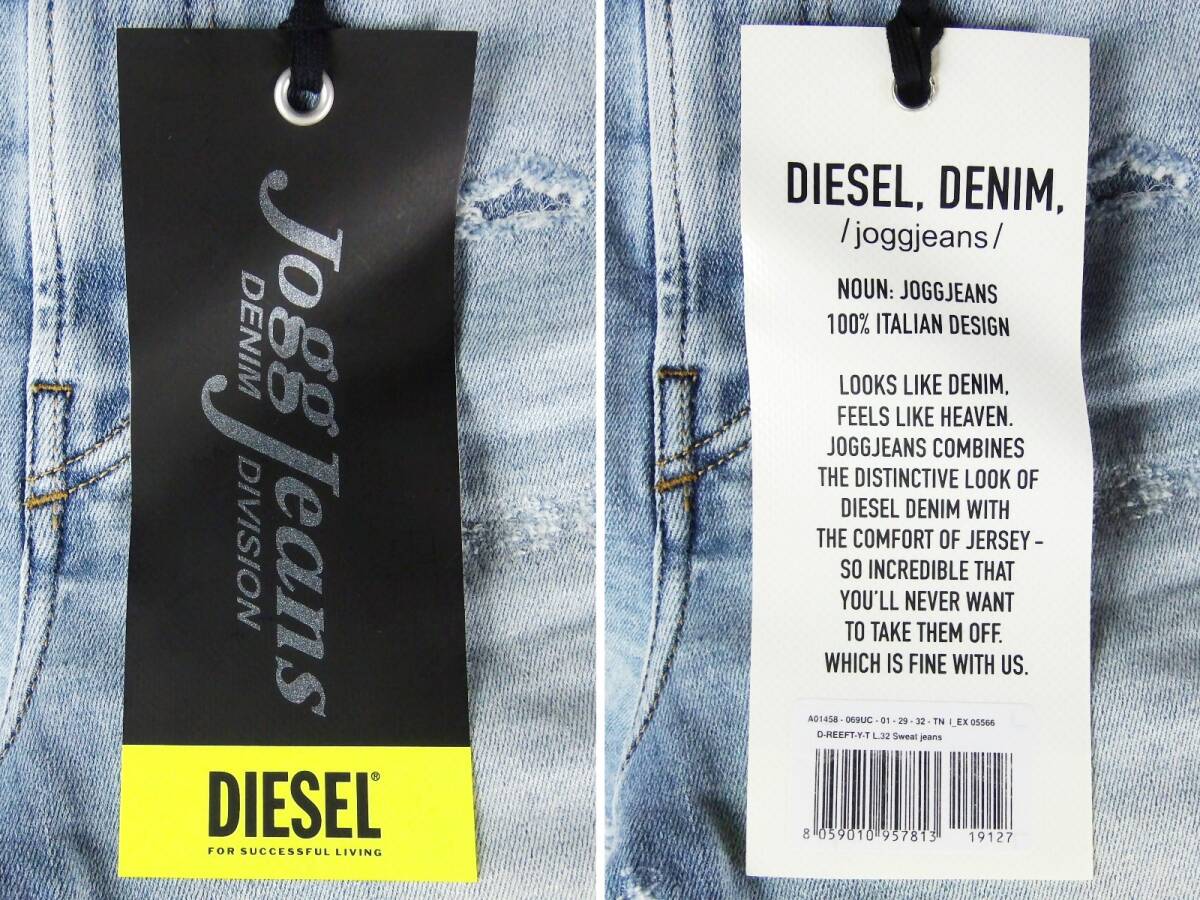 Jogg Jeans
DENIM DIVISION
DIESEL®
FOR SUCCESSFUL LIVING
DIESEL, DENIM,
/joggjeans/
NOUN: JOGGJEANS
100% ITALIAN DESIGN
LOOKS LIKE DENIM,
FEELS LIKE HEAVEN.
JOGGJEANS COMBINES
THE DISTINCTIVE LOOK OF
DIESEL DENIM WITH
THE COMFORT OF JERSEY –
SO INCREDIBLE THAT
YOU'LL NEVER WANT
TO TAKE THEM OFF.
WHICH IS FINE WITH US.
A01458 - 069UC - 01 - 29 - 32 - TN I_EX 05566
D-REEFT-Y-T L.32 Sweat jeans
8 059010 957813 19127